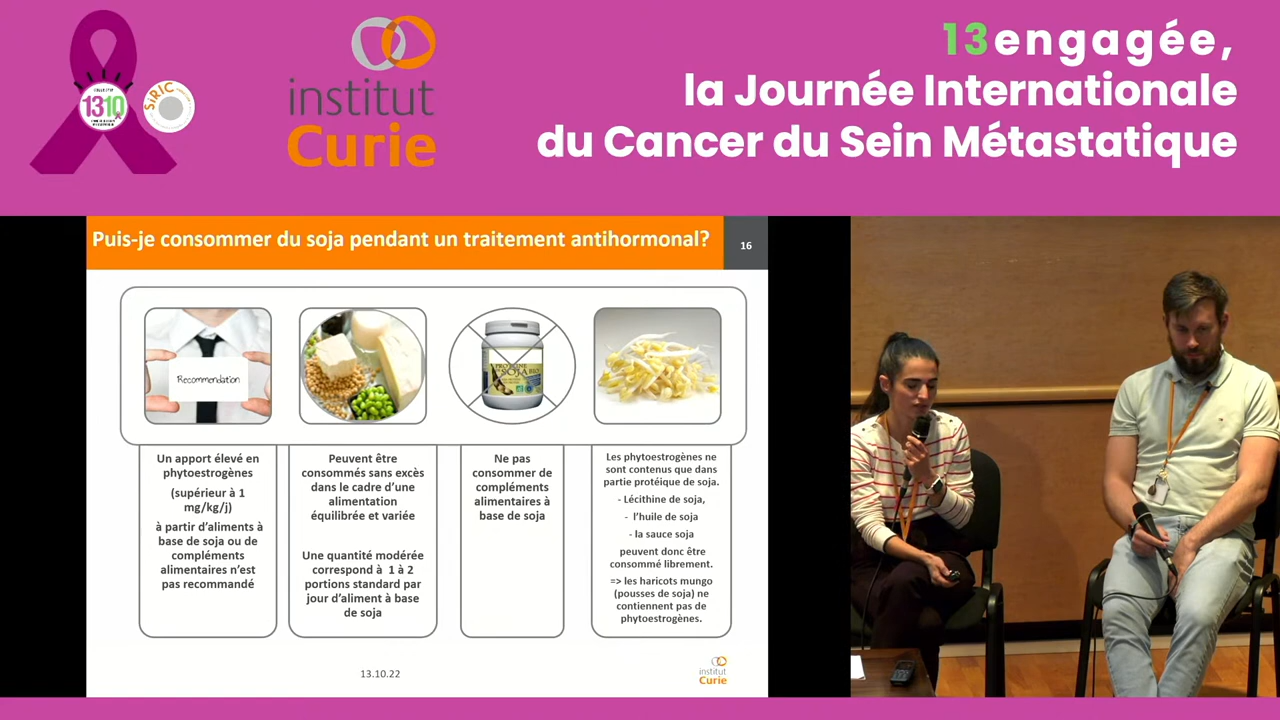 1310
SiRIC
institut
Curie
13engagée,
la Journée Internationale
du Cancer du Sein Métastatique
Puis-je consommer du soja pendant un traitement antihormonal?
16
Recommendation
PROTEINE
SOJA BIO
Un apport élevé en
phytoestrogènes
(supérieur à 1
mg/kg/j)
à partir d'aliments à
base de soja ou de
compléments
alimentaires n'est
pas recommandé
Peuvent être
consommés sans excès
dans le cadre d'une
alimentation
équilibrée et variée
Une quantité modérée
correspond à 1 à 2
portions standard par
jour d'aliment à base
de soja
Ne pas
consommer de
compléments
alimentaires à
base de soja
Les phytoestrogènes ne
sont contenus que dans
partie protéique de soja.
- Lécithine de soja,
- l'huile de soja
- la sauce soja
peuvent donc être
consommé librement.
=> les haricots mungo
(pousses de soja) ne
contiennent pas de
phytoestrogènes.
13.10.22
institut
Curie